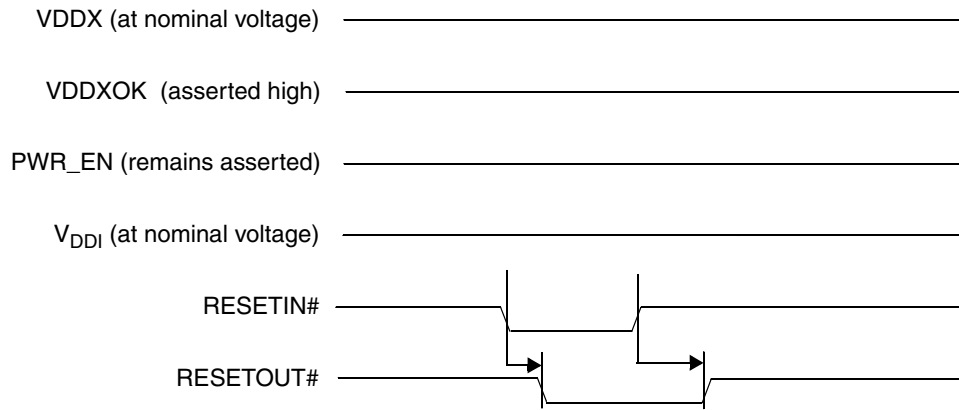 VDDX (at nominal voltage)
VDDXOK (asserted high)
PWR_EN (remains asserted)
VDDI (at nominal voltage)
RESETIN#
RESETOUT#